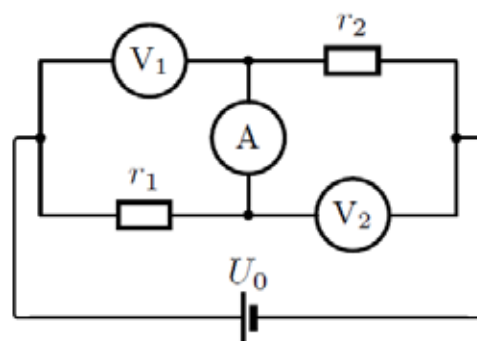 V₁
r₂
A
r₁
V₂
U₀